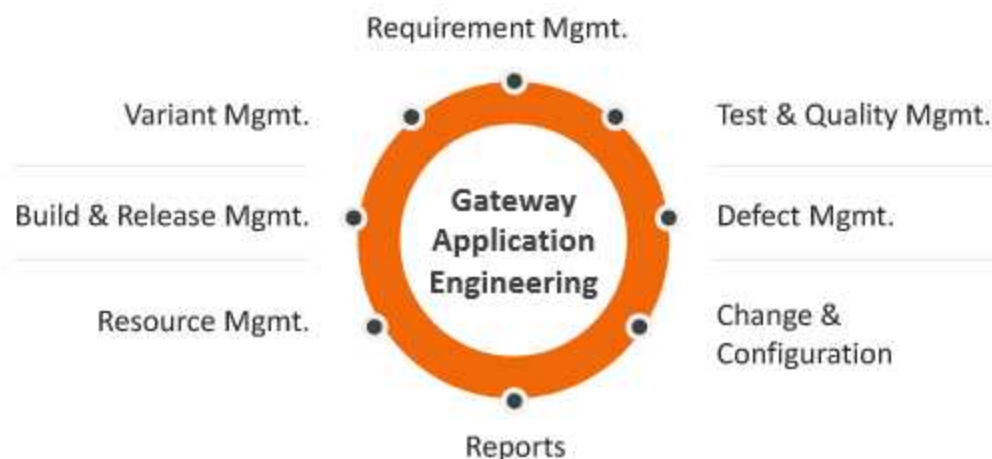 Requirement Mgmt.
Variant Mgmt.
Test & Quality Mgmt.
Build & Release Mgmt.
Gateway
Application
Engineering
Defect Mgmt.
Resource Mgmt.
Change &
Configuration
Reports